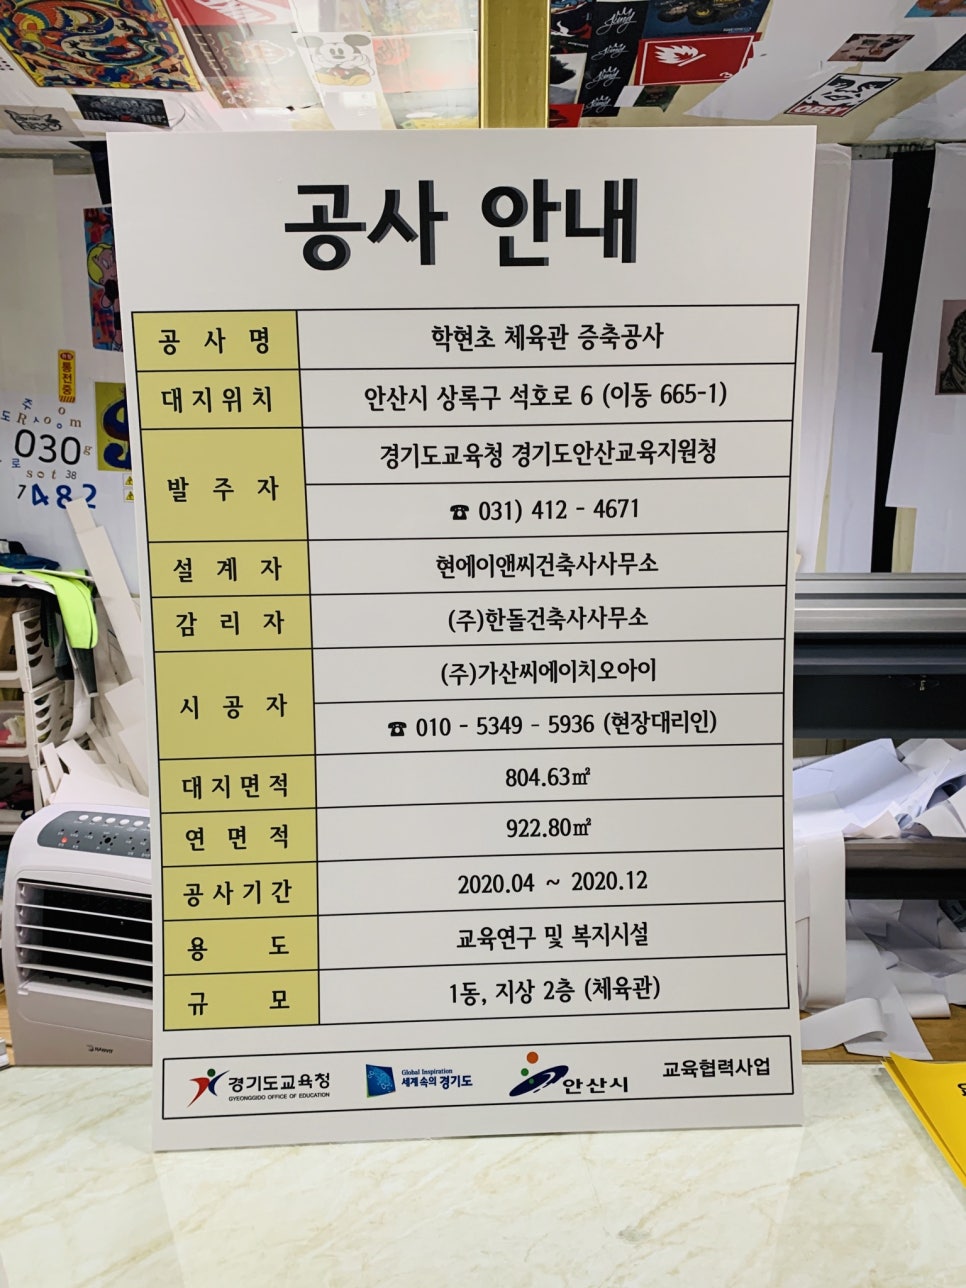 공사 안내
공사명 학현초 체육관 증축공사
대지위치 안산시 상록구 석호로 6 (이동 665-1)
발주자 경기도교육청 경기도안산교육지원청
☎ 031) 412 - 4671
설계자 현에이앤씨건축사사무소
감리자 (주)한돌건축사사무소
시공자 (주)가산씨에이치오아이
☎ 010 - 5349 - 5936 (현장대리인)
대지면적 804.63㎡
연면적 922.80㎡
공사기간 2020.04 ~ 2020.12
용도 교육연구 및 복지시설
규모 1동, 지상 2층 (체육관)
경기도교육청
GYEONGGIDO OFFICE OF EDUCATION
Global Inspiration
세계속의 경기도
안산시
교육협력사업
통전중
030